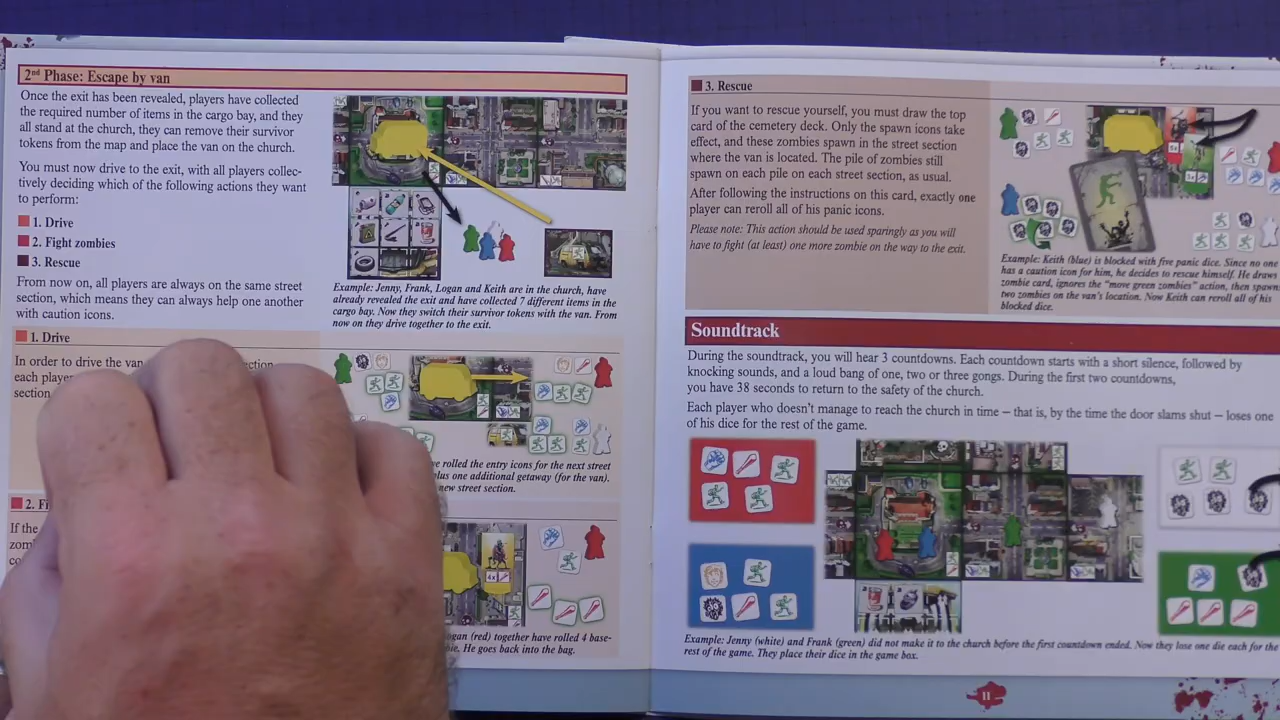 2nd Phase: Escape by van
Once the exit has been revealed, players have collected
the required number of items in the cargo bay, and they
all stand at the church, they can remove their survivor
tokens from the map and place the van on the church.
You must now drive to the exit, with all players collec-
tively deciding which of the following actions they want
to perform:
1. Drive
2. Fight zombies
3. Rescue
From now on, all players are always on the same street
section, which means they can always help one another
with caution icons.
Example: Jenny, Frank, Logan and Keith are in the church, have
already revealed the exit and have collected 7 different items in the
cargo bay. Now they switch their survivor tokens with the van. From
now on they drive together to the exit.
1. Drive
In order to drive the van
each playe
section
e rolled the entry icons for the next street
lus one additional getaway (for the van).
new street section.
2. Fi
If the
zom
4x
ogan (red) together have rolled 4 base-
ie. He goes back into the bag.
3. Rescue
If you want to rescue yourself, you must draw the top
card of the cemetery deck. Only the spawn icons take
effect, and these zombies spawn in the street section
where the van is located. The pile of zombies still
spawn on each pile on each street section, as usual.
After following the instructions on this card, exactly one
player can reroll all of his panic icons.
Please note: This action should be used sparingly as you will
have to fight (at least) one more zombie on the way to the exit.
Example: Keith (blue) is blocked with five panic dice. Since no one
has a caution icon for him, he decides to rescue himself. He draws
zombie card, ignores the "move green zombies" action, then spawn
two zombies on the van's location. Now Keith can reroll all of his
blocked dice.
Soundtrack
During the soundtrack, you will hear 3 countdowns. Each countdown starts with a short silence, followed by
knocking sounds, and a loud bang of one, two or three gongs. During the first two countdowns,
you have 38 seconds to return to the safety of the church.
Each player who doesn't manage to reach the church in time – that is, by the time the door slams shut – loses one
of his dice for the rest of the game.
Example: Jenny (white) and Frank (green) did not make it to the church before the first countdown ended. Now they lose one die each for the
rest of the game. They place their dice in the game box.
11